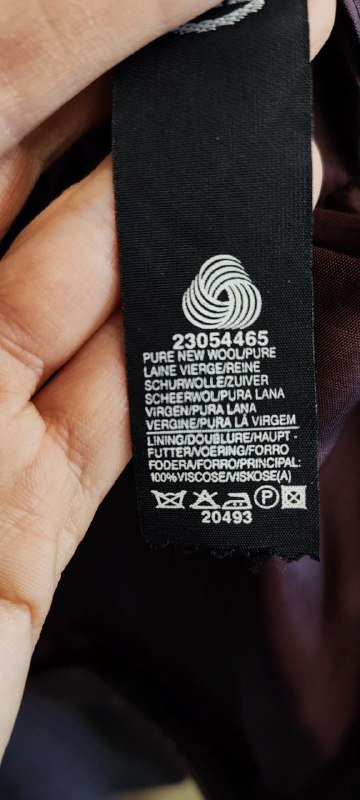 23054465
PURE NEW WOOL/PURE
LAINE VIERGE/REINE
SCHURWOLLE/ZUIVER
SCHEERWOL/PURA LANA
VIRGEN/PURA LANA
VERGINE/PURA LÃ VIRGEM
LINING/DOUBLURE/HAUPT-
FUTTER/VOERING/FORRO
FODERA/FORRO/PRINCIPAL:
100%VISCOSE/VISKOSE(A)
P
20493